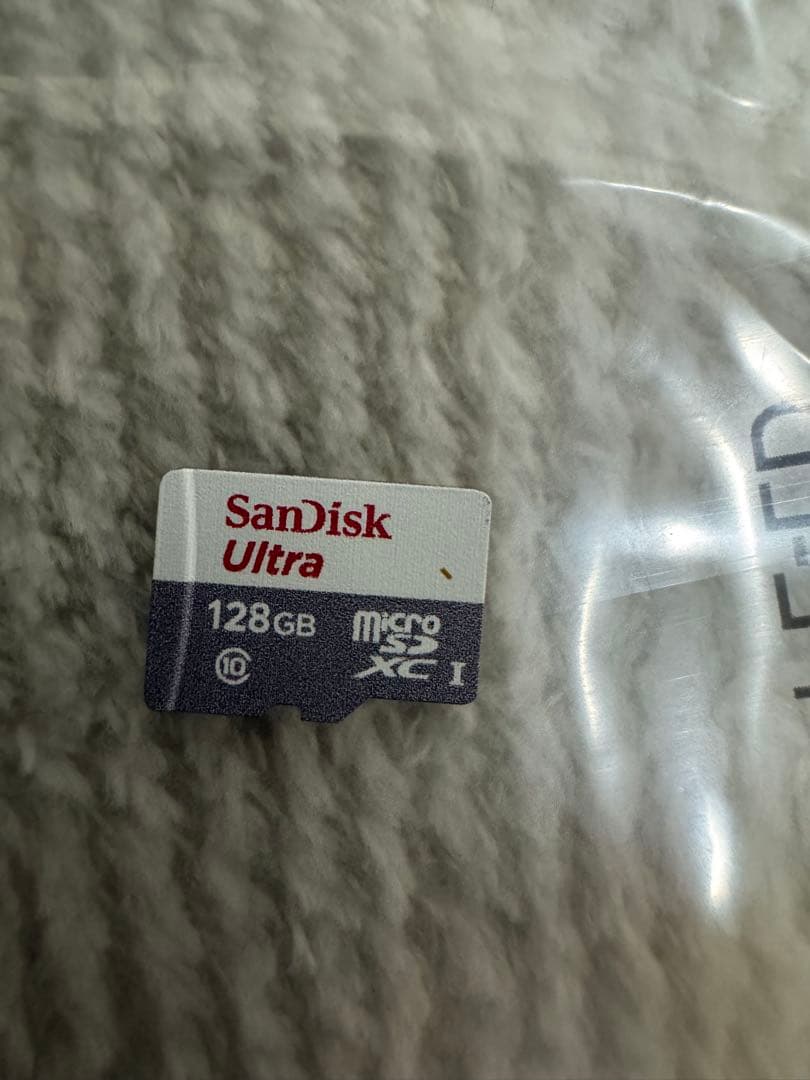 SanDisk
Ultra
128GB
micro
SD
XC I
10